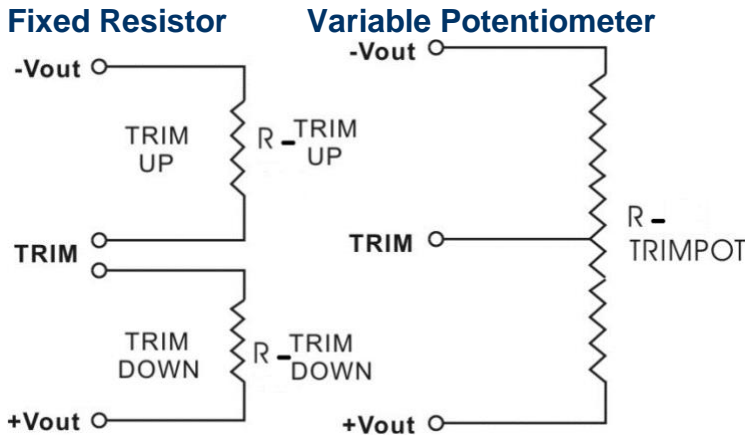 Fixed Resistor
-Vout
TRIM
UP
R - TRIM
UP
TRIM
TRIM
DOWN
R - TRIM
DOWN
+Vout
Variable Potentiometer
-Vout
TRIM
R -
TRIMPOT
+Vout